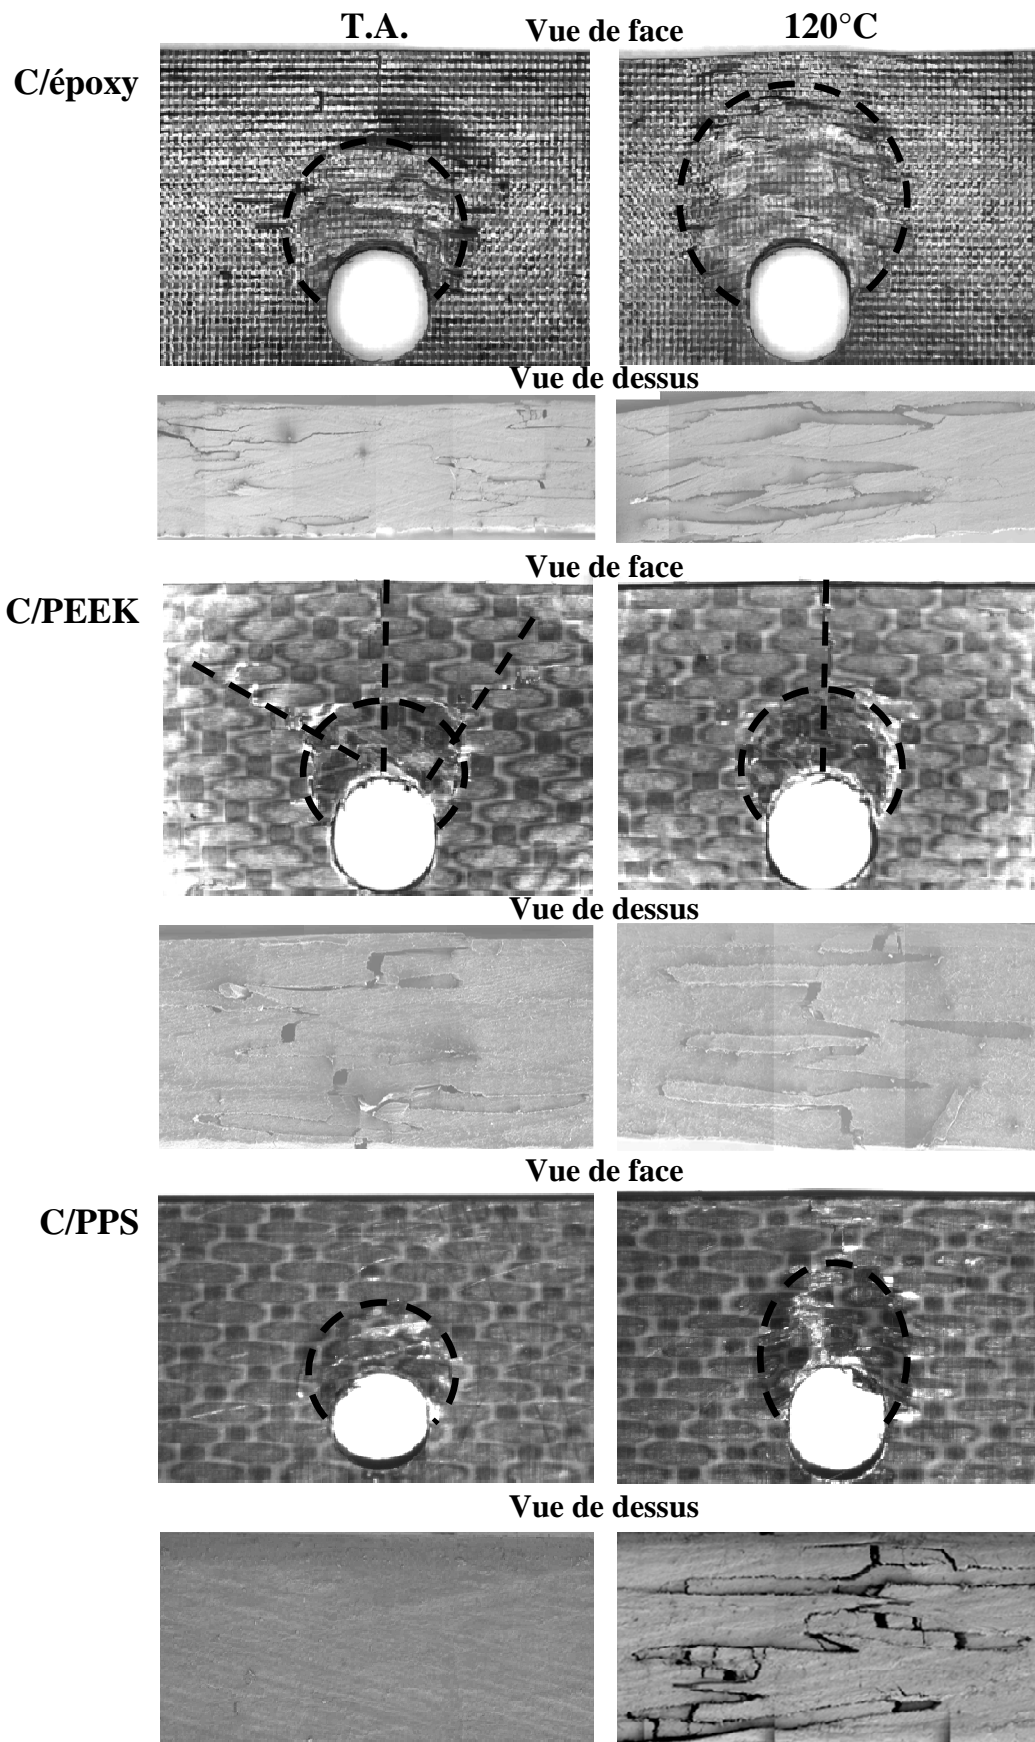 T.A. Vue de face 120°C
C/époxy
Vue de dessus
Vue de face
C/PEEK
Vue de dessus
Vue de face
C/PPS
Vue de dessus